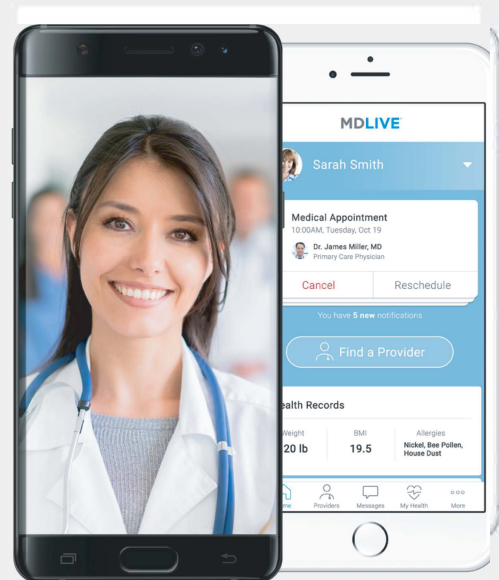 MDLIVE
Sarah Smith
Medical Appointment
10:00AM, Tuesday, Oct 19
Dr. James Miller, MD
Primary Care Physician
Cancel Reschedule
You have 5 new notifications
Find a Provider
ealth Records
Weight BMI Allergies
20 lb 19.5 Nickel, Bee Pollen,
House Dust
me Providers Messages My Health More